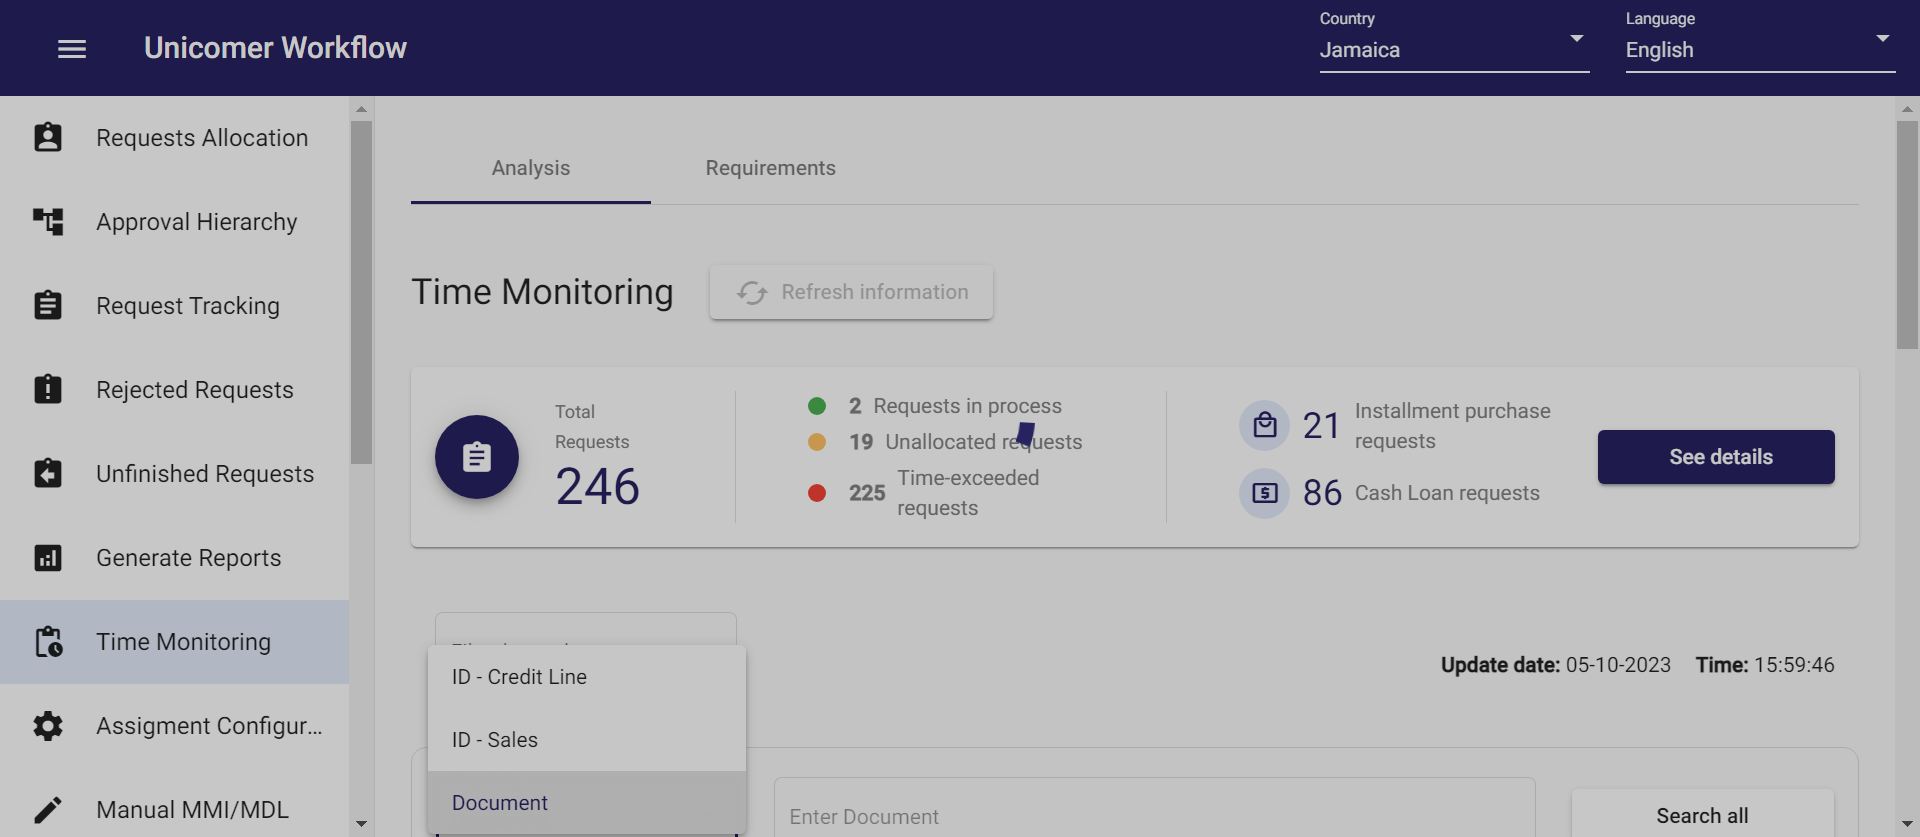 Unicomer Workflow
Country
Jamaica
Language
English
Requests Allocation
Approval Hierarchy
Request Tracking
Rejected Requests
Unfinished Requests
Generate Reports
Time Monitoring
Assigment Configur...
Manual MMI/MDL
Analysis
Requirements
Time Monitoring
Refresh information
Total
Requests
246
2 Requests in process
19 Unallocated requests
225 Time-exceeded
requests
21 Installment purchase
requests
86 Cash Loan requests
See details
Update date: 05-10-2023 Time: 15:59:46
ID - Credit Line
ID - Sales
Document
Enter Document
Search all